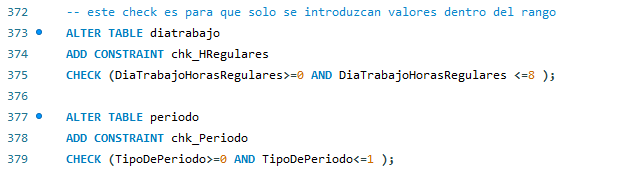 372 -- este check es para que solo se introduzcan valores dentro del rango
373 ALTER TABLE diatrabajo
374 ADD CONSTRAINT chk_HRegulares
375 CHECK (DiaTrabajoHorasRegulares>=0 AND DiaTrabajoHorasRegulares <=8 );
376
377 ALTER TABLE periodo
378 ADD CONSTRAINT chk_Periodo
379 CHECK (TipoDePeriodo>=0 AND TipoDePeriodo<=1 );